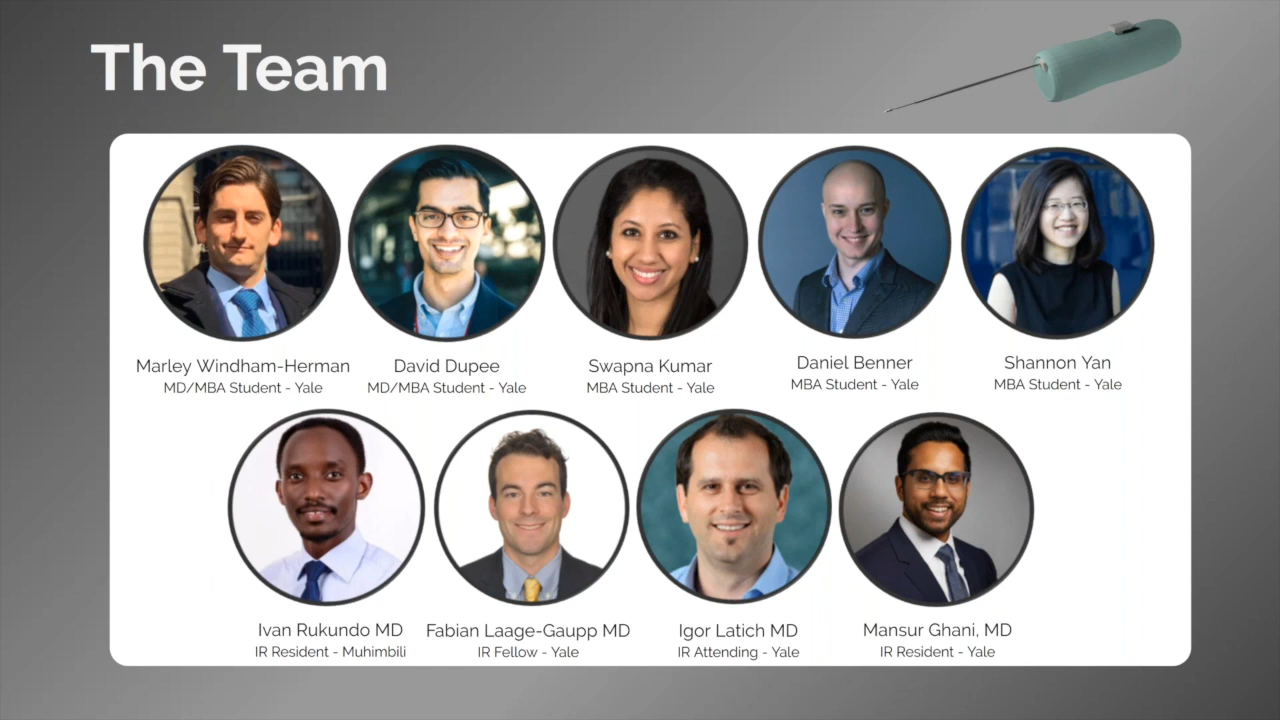 The Team
Marley Windham-Herman
MD/MBA Student - Yale
David Dupee
MD/MBA Student - Yale
Swapna Kumar
MBA Student - Yale
Daniel Benner
MBA Student - Yale
Shannon Yan
MBA Student - Yale
Ivan Rukundo MD
IR Resident - Muhimbili
Fabian Laage-Gaupp MD
IR Fellow - Yale
Igor Latich MD
IR Attending - Yale
Mansur Ghani, MD
IR Resident - Yale